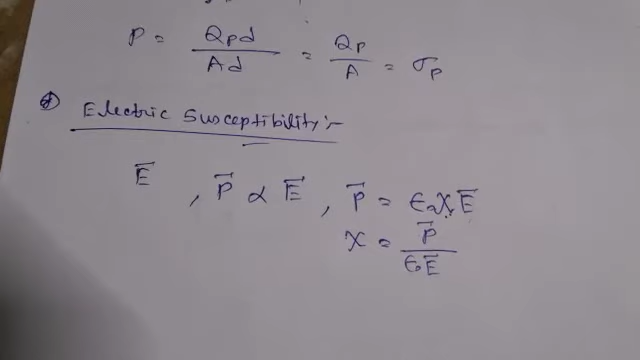 P = Qpd / Ad = Qp / A = σp
Electric Susceptibility :-
E⃗ , P⃗ ∝ E⃗ , P⃗ = ε₀χE⃗
χ = P⃗ / ε₀E⃗